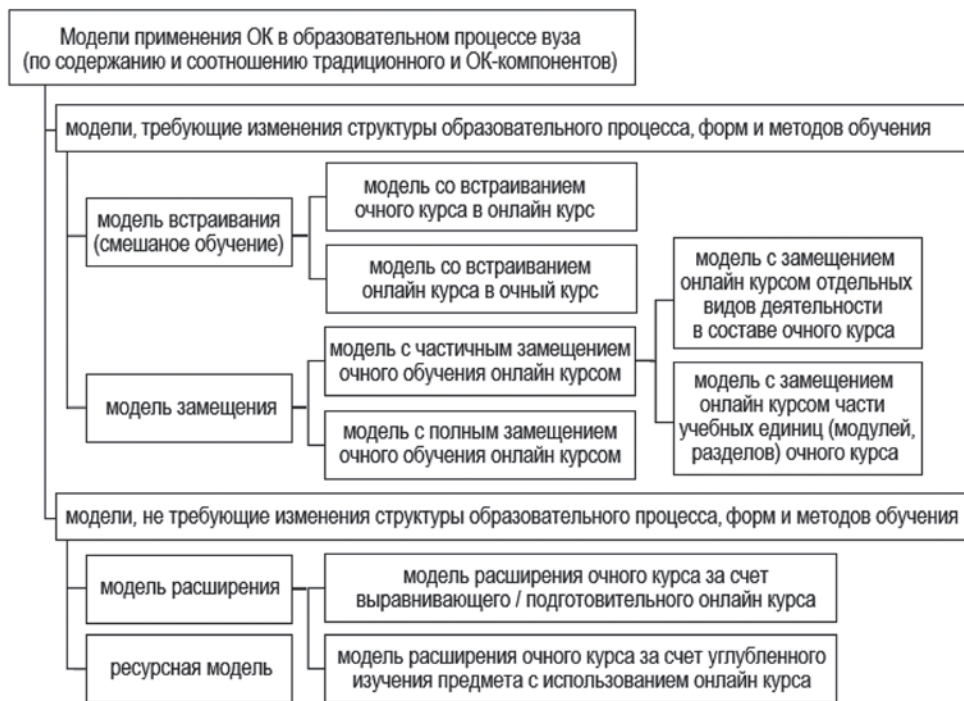 Модели применения ОК в образовательном процессе вуза
(по содержанию и соотношению традиционного и ОК-компонентов)
модели, требующие изменения структуры образовательного процесса, форм и методов обучения
модель встраивания
(смешаное обучение)
модель со встраиванием
очного курса в онлайн курс
модель со встраиванием
онлайн курса в очный курс
модель замещения
модель с частичным замещением
очного обучения онлайн курсом
модель с замещением
онлайн курсом отдельных
видов деятельности
в составе очного курса
модель с замещением
онлайн курсом части
учебных единиц (модулей,
разделов) очного курса
модель с полным замещением
очного обучения онлайн курсом
модели, не требующие изменения структуры образовательного процесса, форм и методов обучения
модель расширения
модель расширения очного курса за счет
выравнивающего / подготовительного онлайн курса
модель расширения очного курса за счет углубленного
изучения предмета с использованием онлайн курса
ресурсная модель